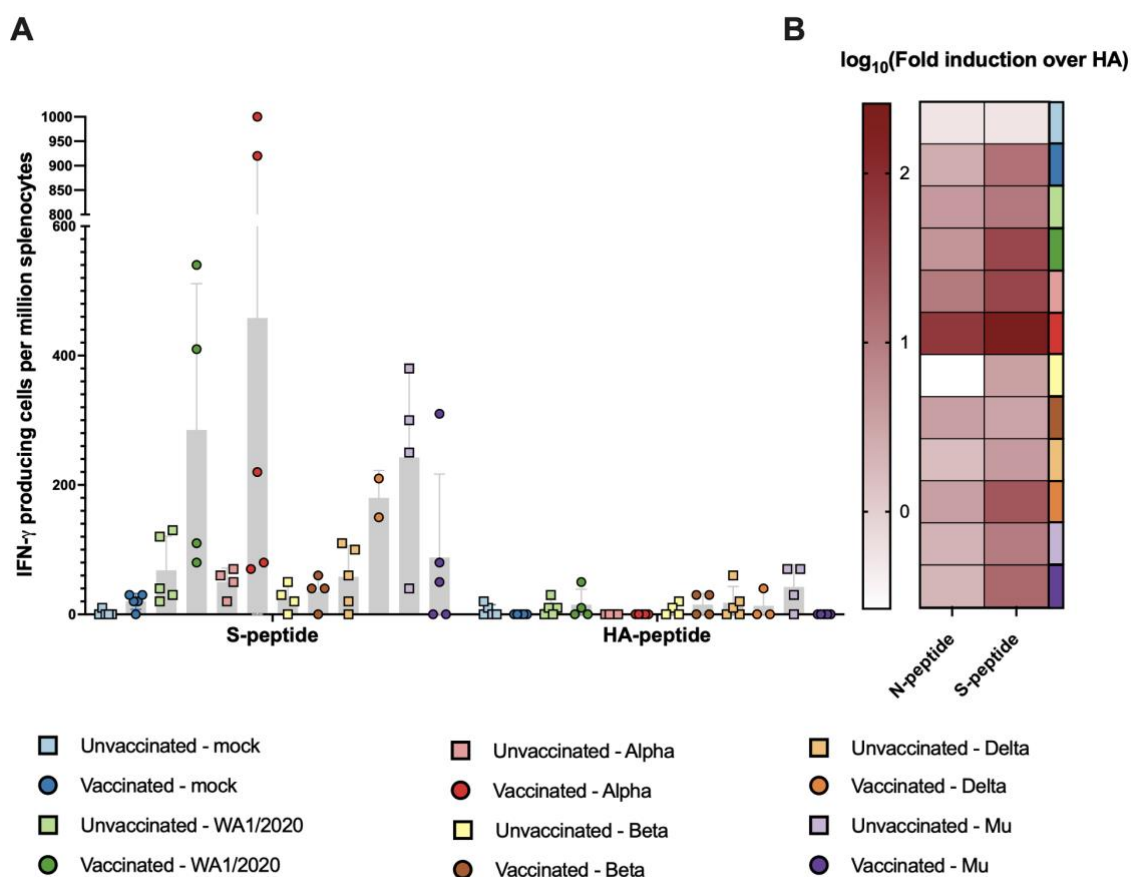 A
B
log10(Fold induction over HA)
IFN-γ producing cells per million splenocytes
1000
950
900
850
800
600
400
200
0
S-peptide
HA-peptide
2
1
0
N-peptide
S-peptide
Unvaccinated - mock
Vaccinated - mock
Unvaccinated - WA1/2020
Vaccinated - WA1/2020
Unvaccinated - Alpha
Vaccinated - Alpha
Unvaccinated - Beta
Vaccinated - Beta
Unvaccinated - Delta
Vaccinated - Delta
Unvaccinated - Mu
Vaccinated - Mu